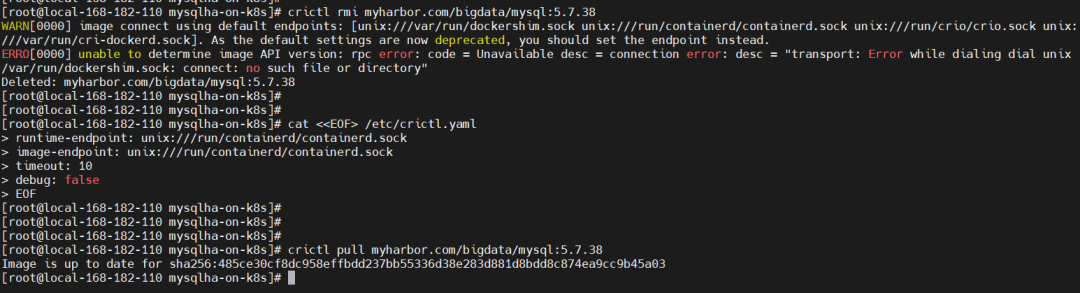 [root@local-168-182-110 mysqlha-on-k8s]# crictl rmi myharbor.com/bigdata/mysql:5.7.38
WARN[0000] image connect using default endpoints: [unix:///var/run/dockershim.sock unix:///run/containerd/containerd.sock unix:///run/crio/crio.sock unix:
///var/run/cri-dockerd.sock]. As the default settings are now deprecated, you should set the endpoint instead.
ERRO[0000] unable to determine image API version: rpc error: code = Unavailable desc = connection error: desc = "transport: Error while dialing dial unix
/var/run/dockershim.sock: connect: no such file or directory"
Deleted: myharbor.com/bigdata/mysql:5.7.38
[root@local-168-182-110 mysqlha-on-k8s]#
[root@local-168-182-110 mysqlha-on-k8s]#
[root@local-168-182-110 mysqlha-on-k8s]# cat <<EOF> /etc/crictl.yaml
> runtime-endpoint: unix:///run/containerd/containerd.sock
> image-endpoint: unix:///run/containerd/containerd.sock
> timeout: 10
> debug: false
> EOF
[root@local-168-182-110 mysqlha-on-k8s]#
[root@local-168-182-110 mysqlha-on-k8s]#
[root@local-168-182-110 mysqlha-on-k8s]#
[root@local-168-182-110 mysqlha-on-k8s]# crictl pull myharbor.com/bigdata/mysql:5.7.38
Image is up to date for sha256:485ce30cf8dc958effbdd237bb55336d38e283d881d8bdd8c874ea9cc9b45a03
[root@local-168-182-110 mysqlha-on-k8s]#